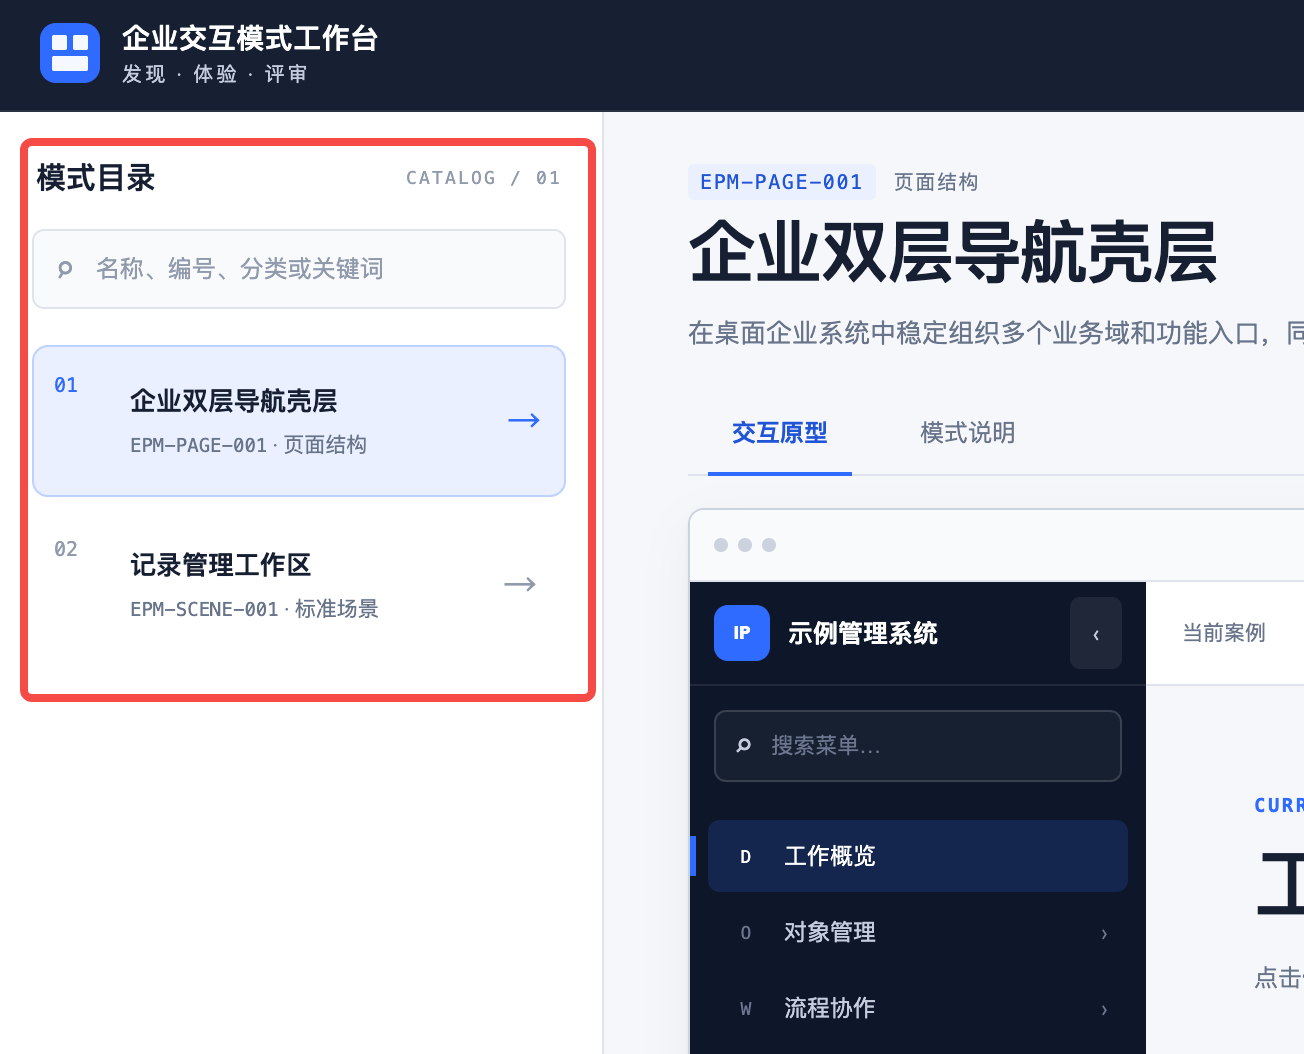 企业交互模式工作台
发现 · 体验 · 评审
模式目录
CATALOG / 01
名称、编号、分类或关键词
01
企业双层导航壳层
EPM-PAGE-001 · 页面结构
02
记录管理工作区
EPM-SCENE-001 · 标准场景
EPM-PAGE-001 页面结构
企业双层导航壳层
在桌面企业系统中稳定组织多个业务域和功能入口，同
交互原型 模式说明
IP 示例管理系统
当前案例
搜索菜单...
D 工作概览
O 对象管理
W 流程协作
CURR
工
点击